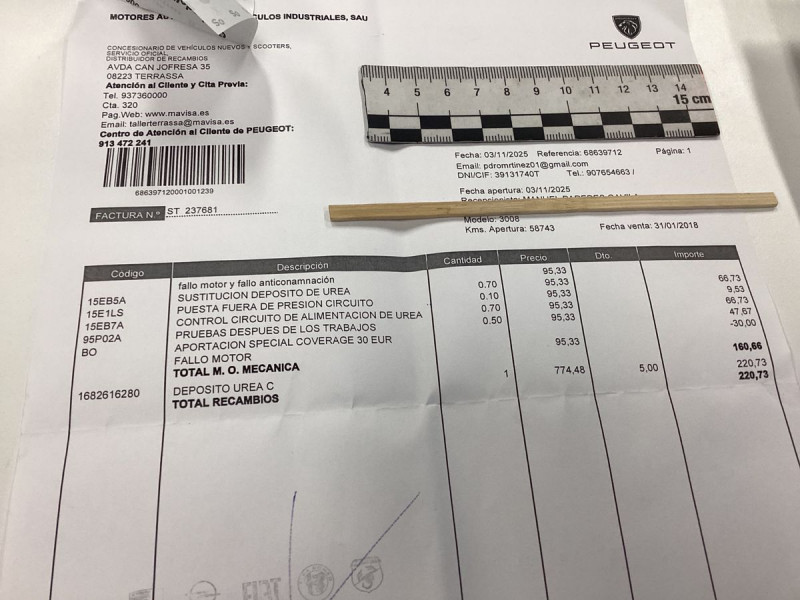 MOTORES AU
CULOS INDUSTRIALES, SAU
PEUGEOT
CONCESIONARIO DE VEHÍCULOS NUEVOS Y SCOOTERS,
SERVICIO OFICIAL,
DISTRIBUIDOR DE RECAMBIOS
AVDA CAN JOFRESA 35
08223 TERRASSA
Atención al Cliente y Cita Previa:
Tel. 937360000
Cta. 320
Pag.Web: www.mavisa.es
Email: tallerterrassa@mavisa.es
Centro de Atención al Cliente de PEUGEOT:
913 472 241
4 5 6 7 8 9 10 11 12 13 14
15 cm
686397120001001239
FACTURA N.º ST 237681
Fecha: 03/11/2025 Referencia: 68639712 Página: 1
Email: pdromrtinez01@gmail.com
DNI/CIF: 39131740T Tel.: 907654663 /
Fecha apertura: 03/11/2025
Modelo: 3008
Kms. Apertura: 58743 Fecha venta: 31/01/2018
Código Descripción Cantidad Precio Dto. Importe
fallo motor y fallo anticonamnación 95,33
15EB5A SUSTITUCION DEPOSITO DE UREA 0.70 95,33 66,73
15E1LS PUESTA FUERA DE PRESION CIRCUITO 0.10 95,33 9,53
15EB7A CONTROL CIRCUITO DE ALIMENTACION DE UREA 0.70 95,33 66,73
95P02A PRUEBAS DESPUES DE LOS TRABAJOS 0.50 95,33 47,67
BO APORTACION SPECIAL COVERAGE 30 EUR -30,00
FALLO MOTOR 95,33
TOTAL M. O. MECANICA 160,66
1682616280 DEPOSITO UREA C 1 774,48 5,00 220,73
TOTAL RECAMBIOS 220,73